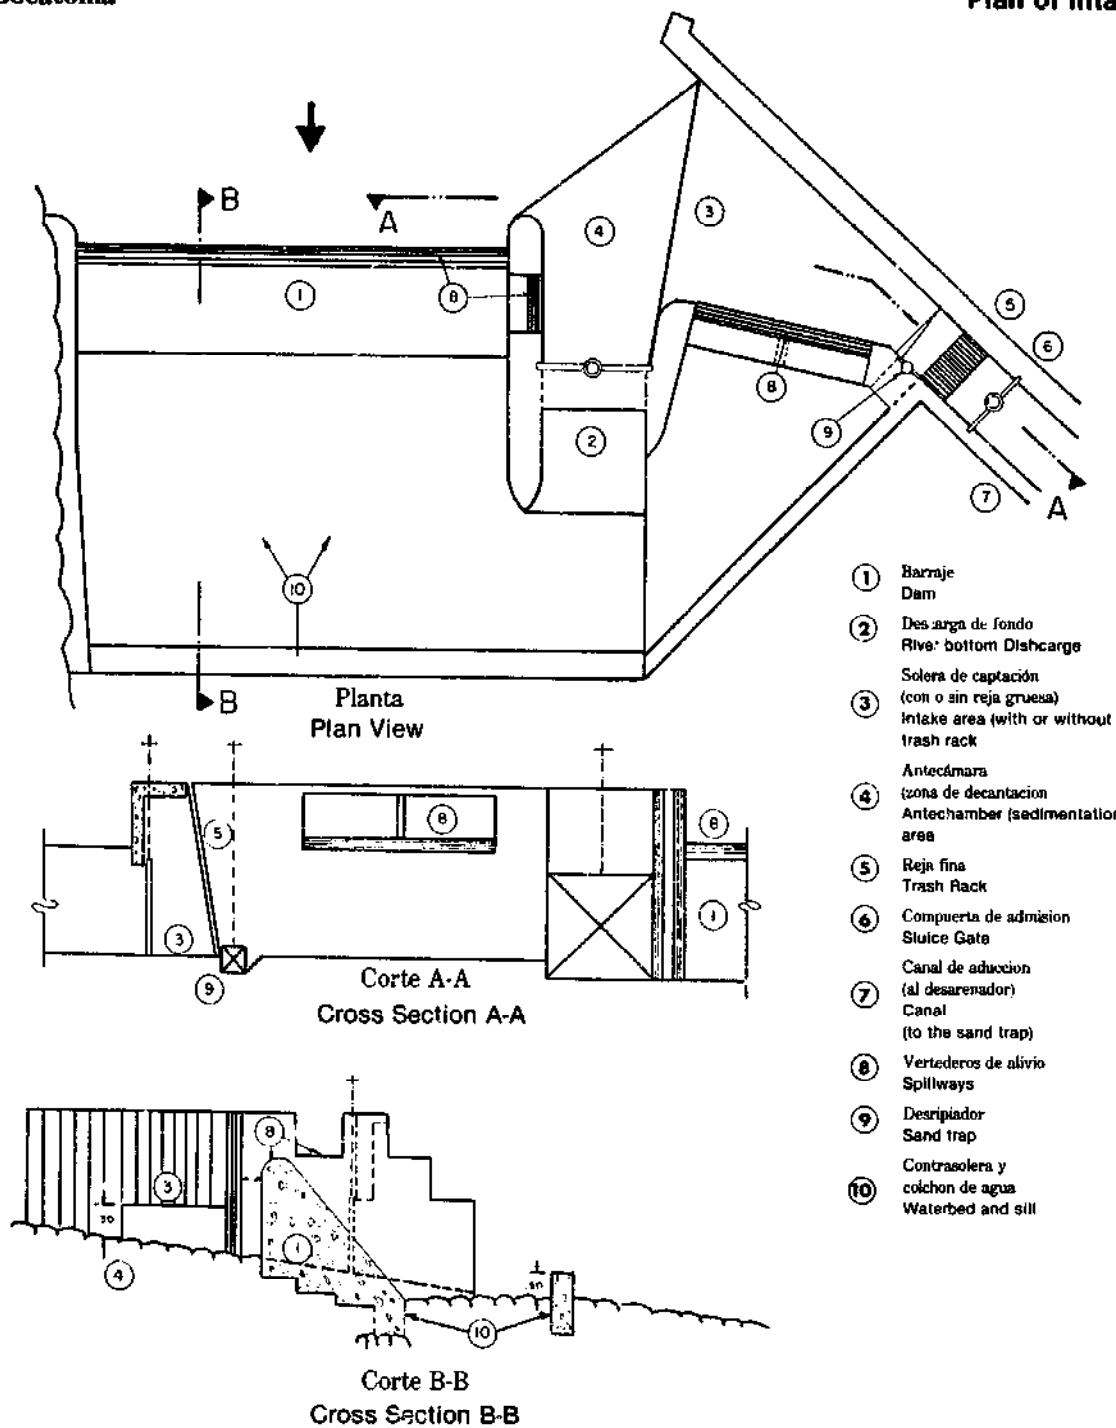 Plan of Inta
B
A
3
4
8
1
5
6
8
2
9
7
A
10
B
Planta
Plan View
1 Barraje
Dam
2 Descarga de fondo
River bottom Dishcarge
3 Solera de captación
(con o sin reja gruesa)
Intake area (with or without
trash rack
4 Antecámara
(zona de decantacion
Antechamber (sedimentation
area
5 Reja fina
Trash Rack
6 Compuerta de admision
Sluice Gate
7 Canal de aduccion
(al desarenador)
Canal
(to the sand trap)
8 Vertederos de alivio
Spillways
9 Desripiador
Sand trap
10 Contrasolera y
colchon de agua
Waterbed and sill
5
8
8
3
1
9
Corte A-A
Cross Section A-A
8
3
30
1
4
10
Corte B-B
Cross Section B-B